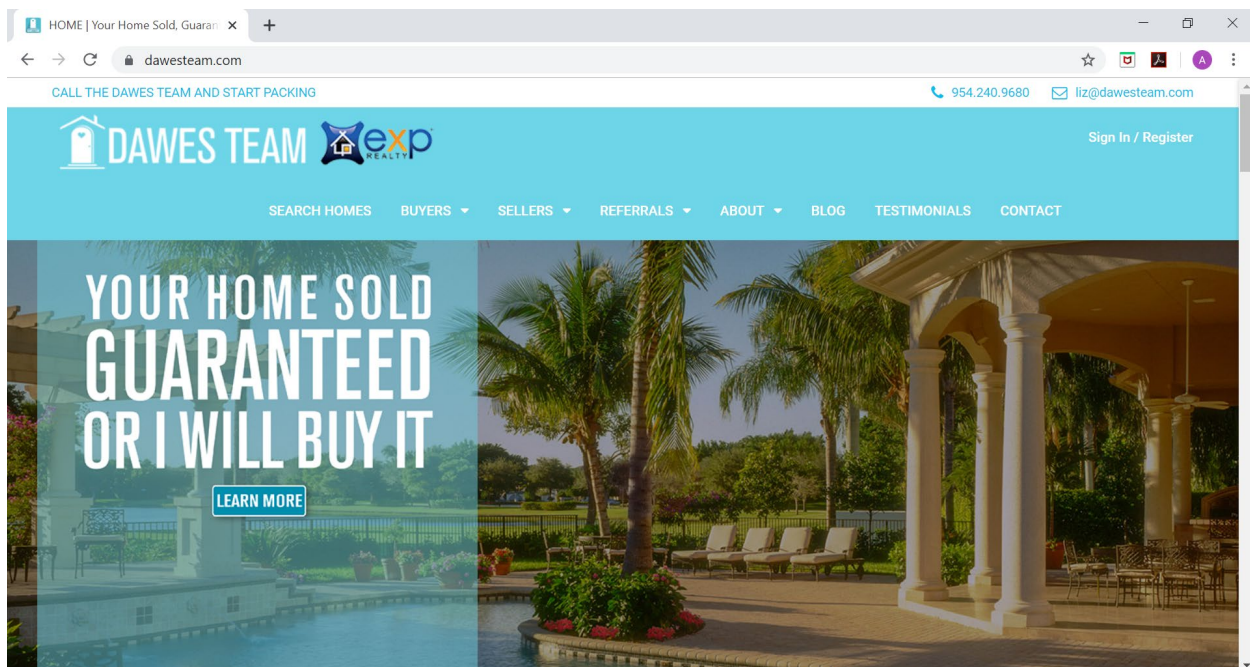 HOME | Your Home Sold, Guaran
dawesteam.com
A
CALL THE DAWES TEAM AND START PACKING
954.240.9680
liz@dawesteam.com
DAWES TEAM
exp
REALTY
Sign In / Register
SEARCH HOMES BUYERS SELLERS REFERRALS ABOUT BLOG TESTIMONIALS CONTACT
YOUR HOME SOLD
GUARANTEED
OR I WILL BUY IT
LEARN MORE